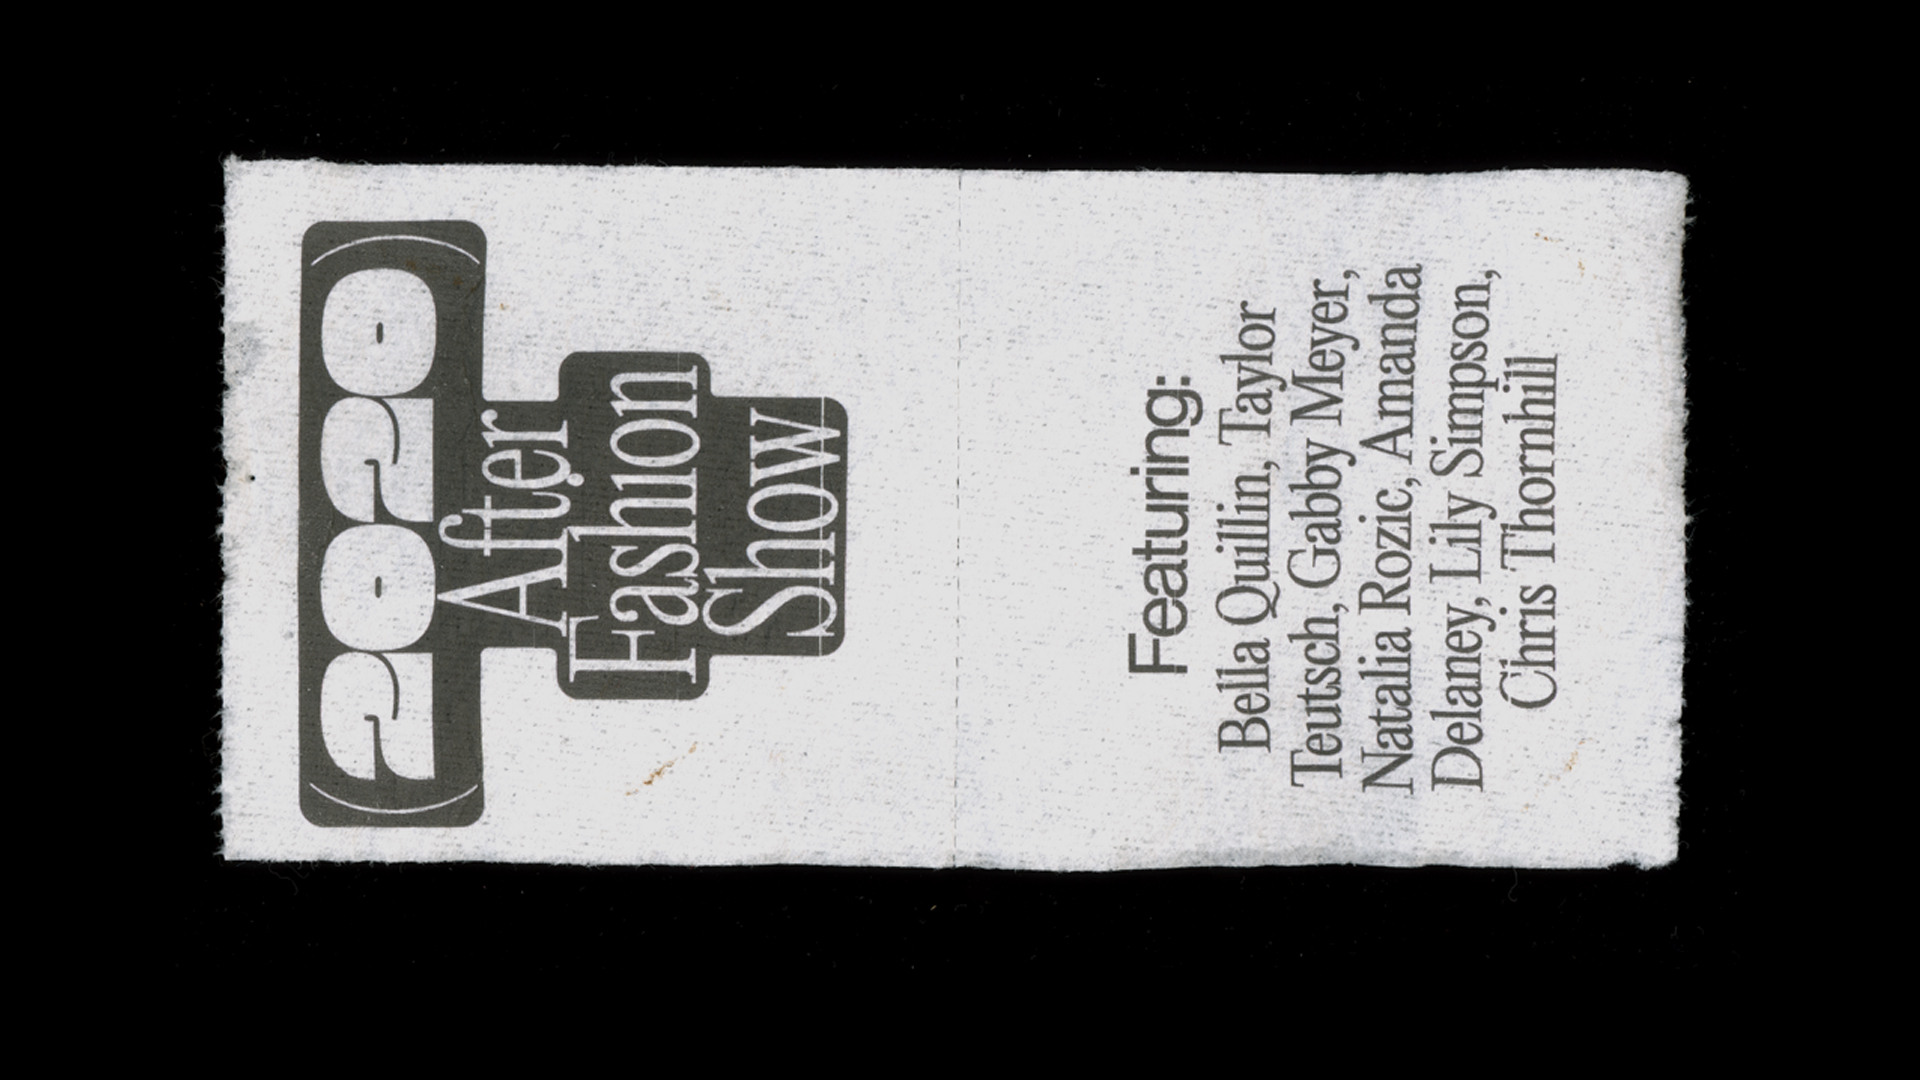 (2020)
After
Fashion
Show
Featuring:
Bella Quillin, Taylor
Teutsch, Gabby Meyer,
Natalia Rozic, Amanda
Delaney, Lily Simpson,
Chris Thornhill